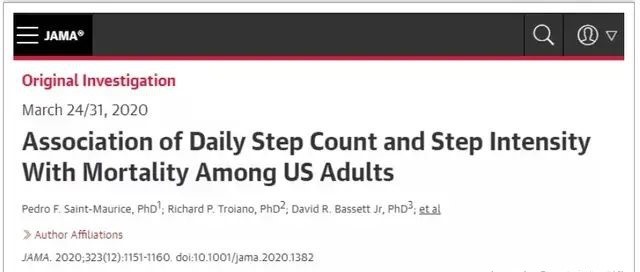 JAMA®
Original Investigation
March 24/31, 2020
Association of Daily Step Count and Step Intensity
With Mortality Among US Adults
Pedro F. Saint-Maurice, PhD1; Richard P. Troiano, PhD2; David R. Bassett Jr, PhD3; et al
» Author Affiliations
JAMA. 2020;323(12):1151-1160. doi:10.1001/jama.2020.1382